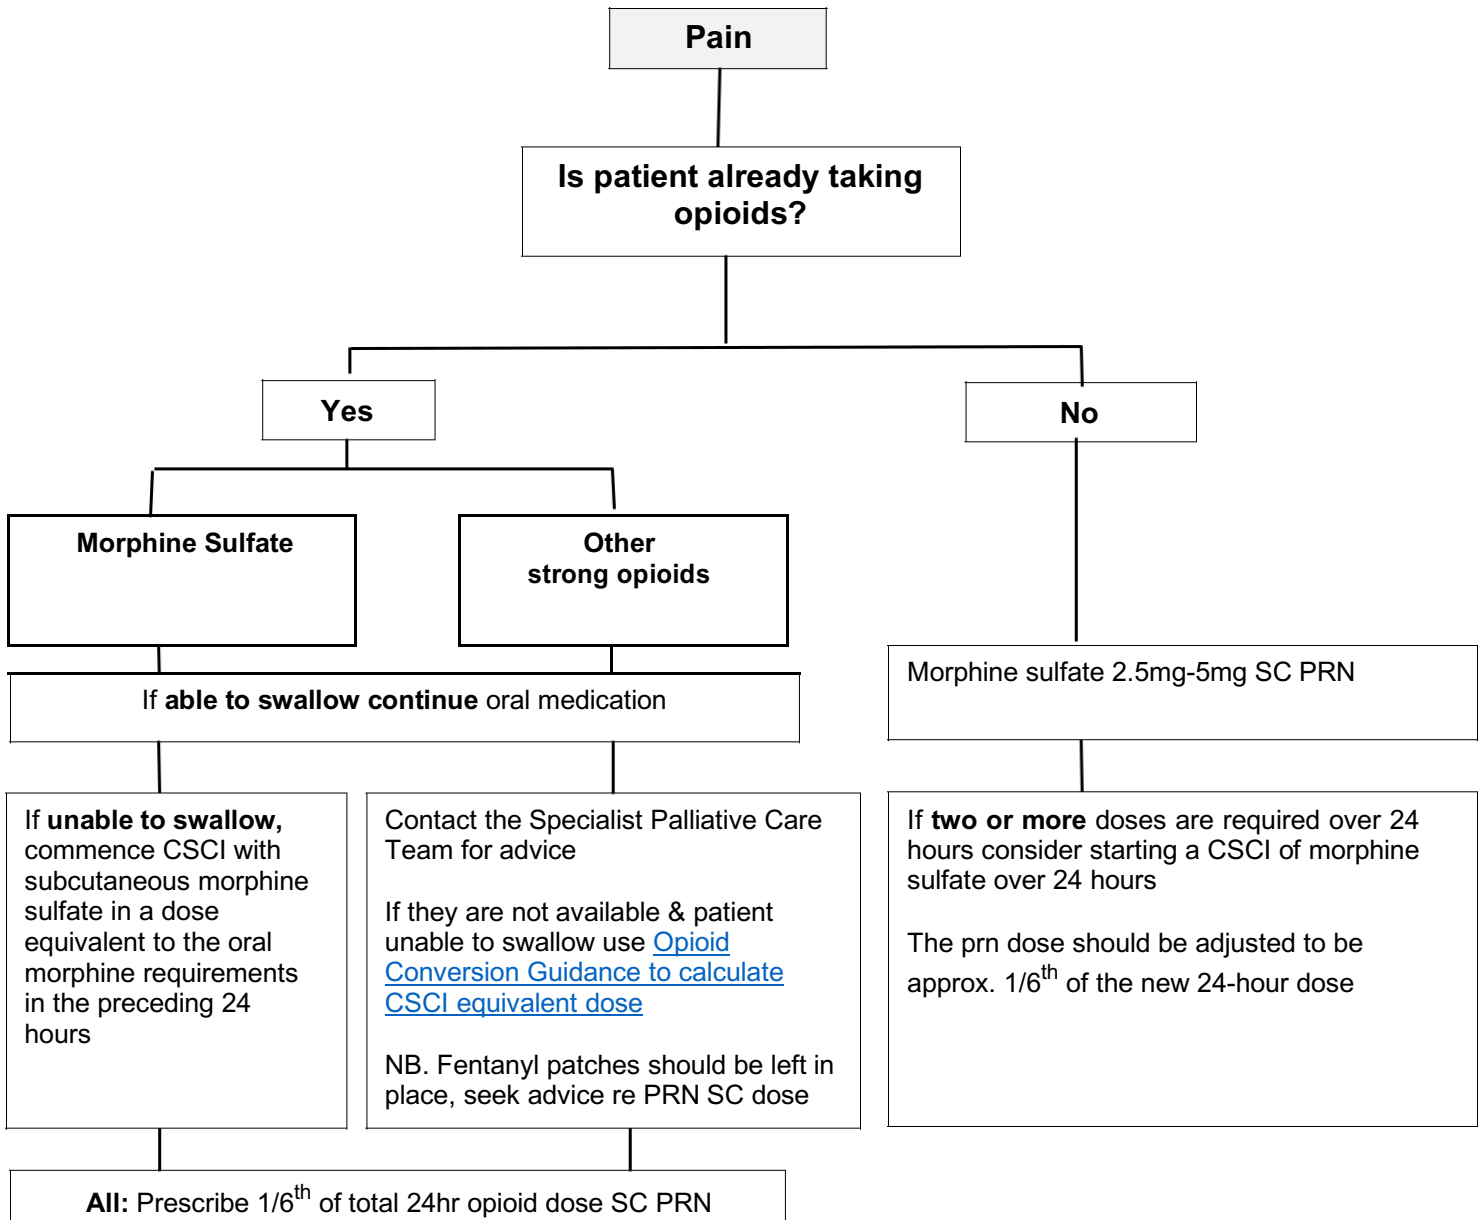 Pain
Is patient already taking
opioids?
Yes
No
Morphine Sulfate
Other
strong opioids
If able to swallow continue oral medication
Morphine sulfate 2.5mg-5mg SC PRN
If unable to swallow,
commence CSCI with
subcutaneous morphine
sulfate in a dose
equivalent to the oral
morphine requirements
in the preceding 24
hours
Contact the Specialist Palliative Care
Team for advice
If they are not available & patient
unable to swallow use Opioid
Conversion Guidance to calculate
CSCI equivalent dose
NB. Fentanyl patches should be left in
place, seek advice re PRN SC dose
If two or more doses are required over 24
hours consider starting a CSCI of morphine
sulfate over 24 hours
The prn dose should be adjusted to be
approx. 1/6th of the new 24-hour dose
All: Prescribe 1/6th of total 24hr opioid dose SC PRN